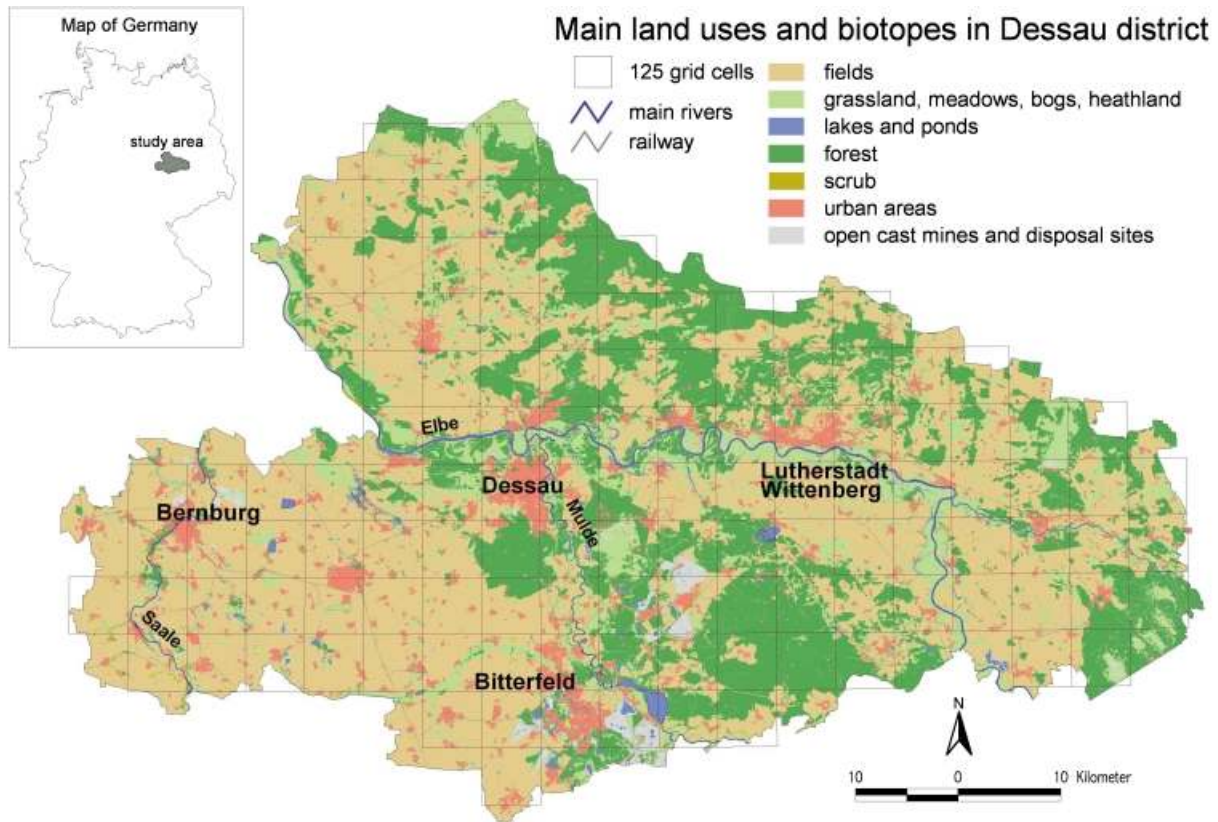 Map of Germany
study area
Main land uses and biotopes in Dessau district
125 grid cells
main rivers
railway
fields
grassland, meadows, bogs, heathland
lakes and ponds
forest
scrub
urban areas
open cast mines and disposal sites
Elbe
Dessau
Lutherstadt
Wittenberg
Bernburg
Mulde
Saale
Bitterfeld
N
10 0 10 Kilometer